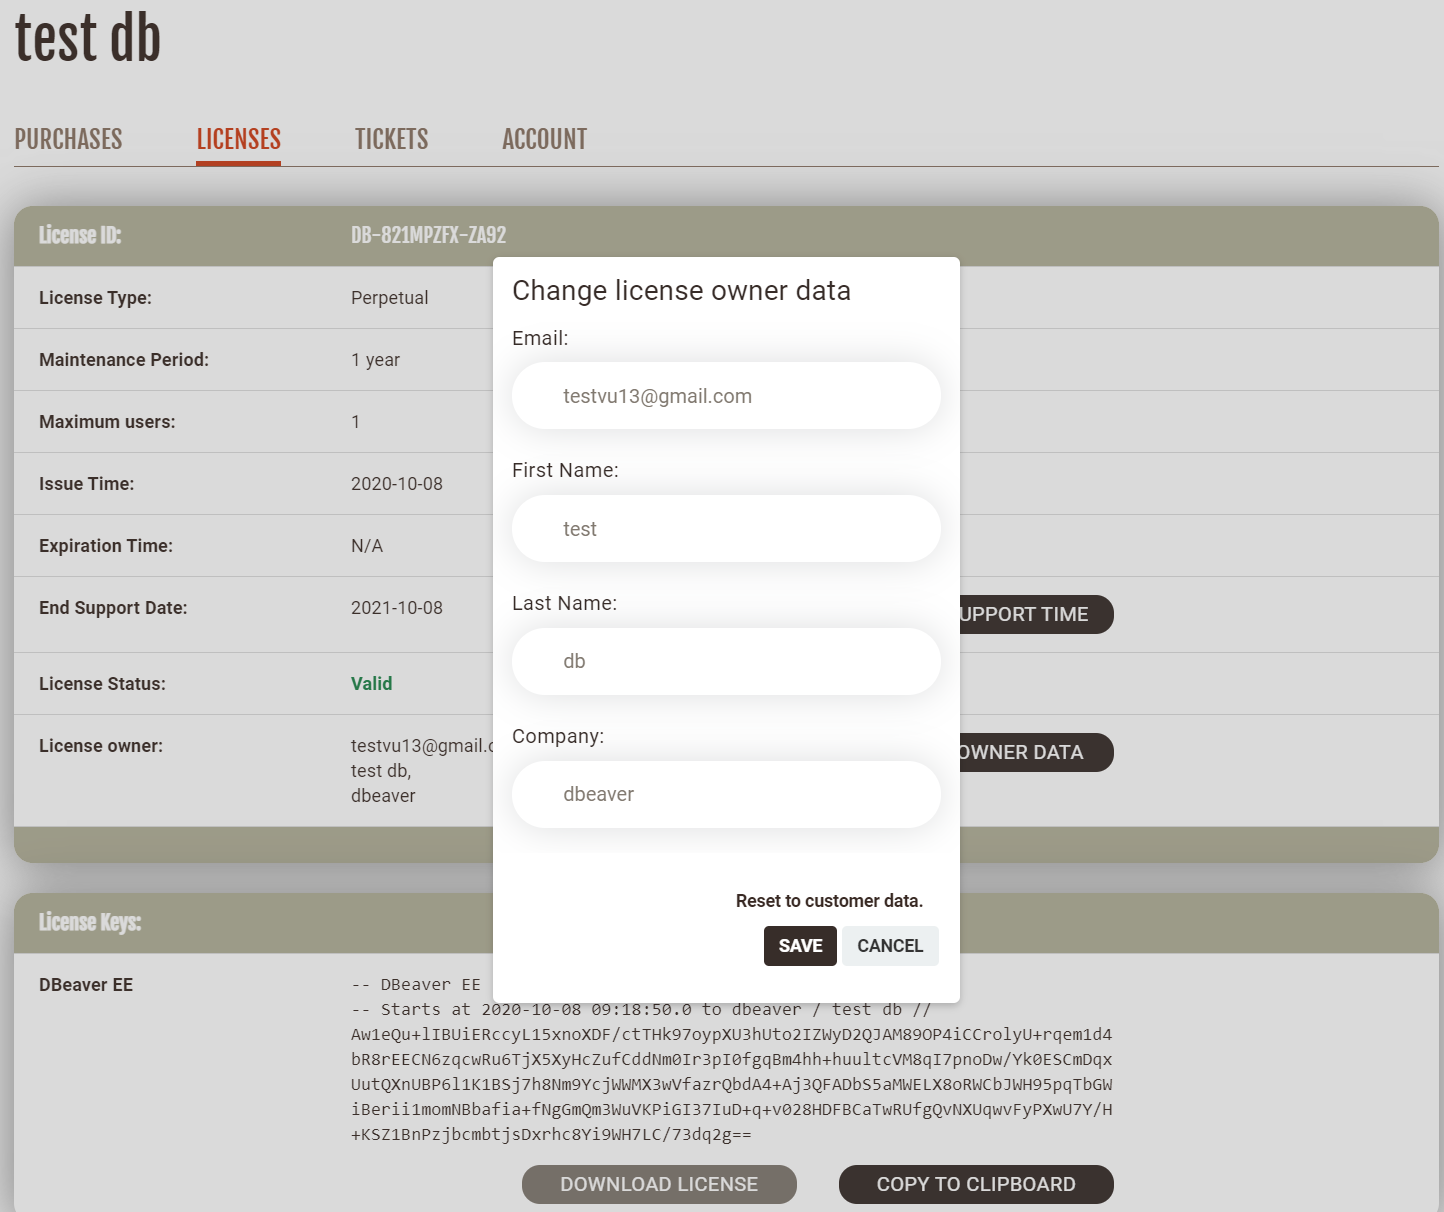 test db
PURCHASES LICENSES TICKETS ACCOUNT
License ID: DB-821MPZFX-ZA92
License Type: Perpetual
Maintenance Period: 1 year
Maximum users: 1
Issue Time: 2020-10-08
Expiration Time: N/A
End Support Date: 2021-10-08
UPPORT TIME
License Status: Valid
License owner: testvu13@gmail.c
test db,
dbeaver
OWNER DATA
Change license owner data
Email:
testvu13@gmail.com
First Name:
test
Last Name:
db
Company:
dbeaver
Reset to customer data.
SAVE CANCEL
License Keys:
DBeaver EE
-- DBeaver EE
-- Starts at 2020-10-08 09:18:50.0 to dbeaver / test db //
Aw1eQu+lIBUiERccyL15xnoXDF/ctTHk97oypXU3hUto2IZWyD2QJAM89OP4iCCrolyU+rqem1d4
bR8rEECN6zqcwRu6TjX5XyHcZufCddNm0Ir3pI0fgqBm4hh+huultcVM8qI7pnoDw/Yk0ESCmDqx
UutQXnUBP6l1K1BSj7h8Nm9YcjWWMX3wVfazrQbdA4+Aj3QFADbS5aMWELX8oRWCbJWH95pqTbGW
iBerii1momNBbafia+fNgGmQm3WuVKPiGI37IuD+q+v028HDFBCaTwRUfgQvNXUqwvFyPXwU7Y/H
+KSZ1BnPzjbcmbtjsDxrhc8Yi9WH7LC/73dq2g==
DOWNLOAD LICENSE COPY TO CLIPBOARD